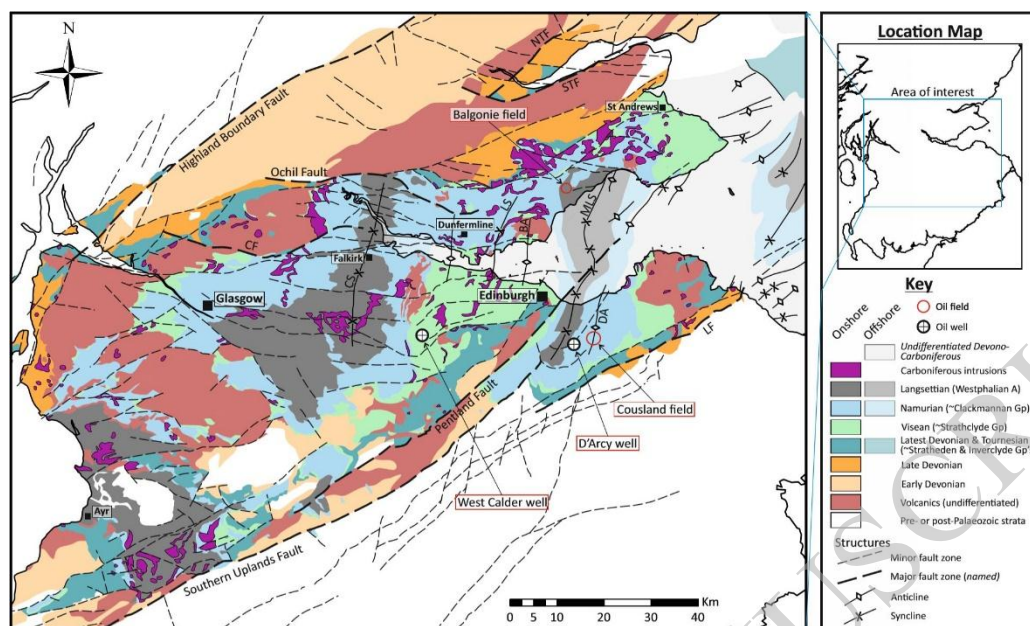 N
NTF
STF
St Andrews
Balgonie field
Highland Boundary Fault
Ochil Fault
LS
MLS
BA
Dunfermline
CF
Falkirk
CS
Glasgow
Edinburgh
DA
LF
Pentland Fault
Cousland field
D'Arcy well
West Calder well
Ayr
Southern Uplands Fault
Km
0 5 10 20 30 40
Location Map
Area of interest
Key
Onshore
Offshore
Oil field
Oil well
Undifferentiated Devono-
Carboniferous
Carboniferous intrusions
Langsettian (Westphalian A)
Namurian (~Clackmann Gp)
Visean (~Strathclyde Gp)
Latest Devonian & Tournesian
(~Stratheden & Inverclyde Gp's)
Late Devonian
Early Devonian
Volcanics (undifferentiated)
Pre- or post-Palaeozoic strata
Structures
Minor fault zone
Major fault zone (named)
Anticline
Syncline